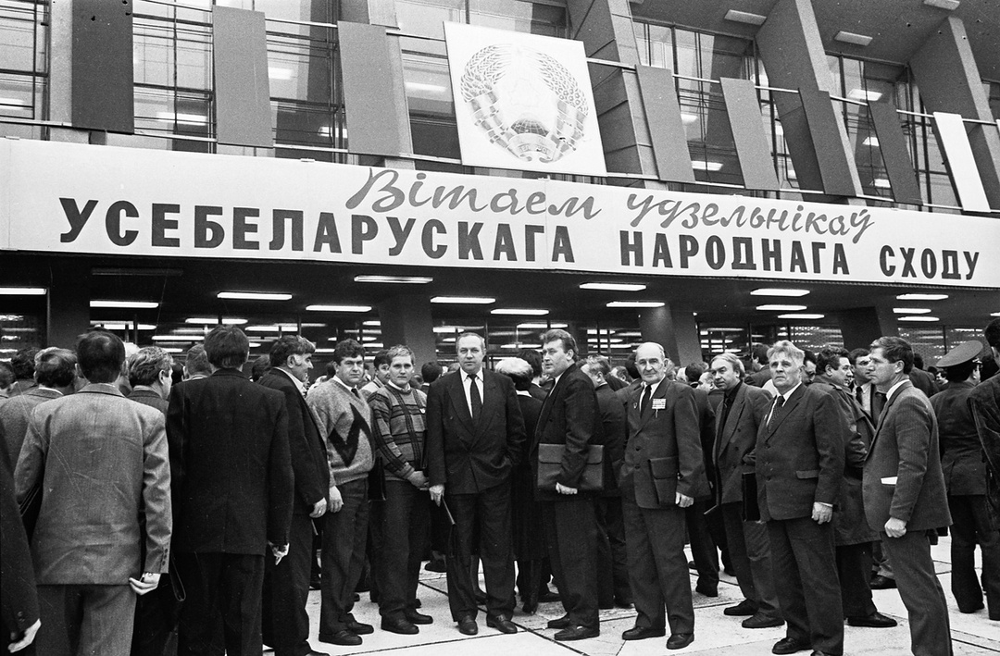 Вітаем удзельнікаў
УСЕБЕЛАРУСКАГА НАРОДНАГА СХОДУ